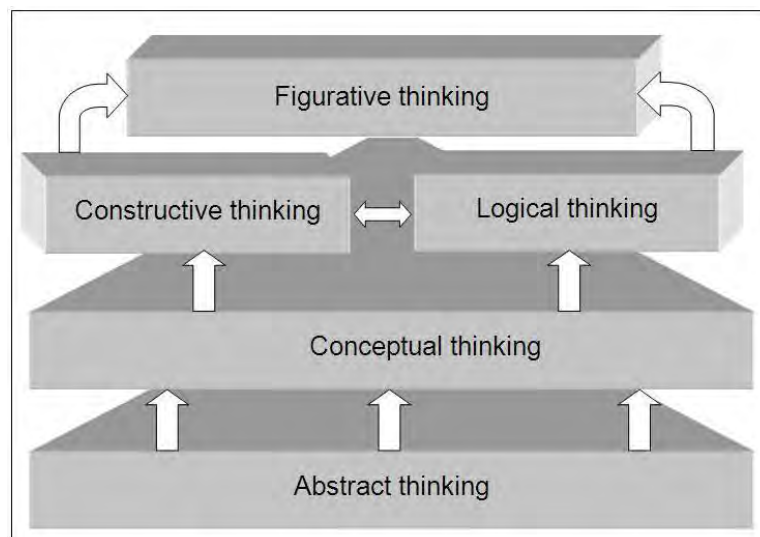 Figurative thinking
Constructive thinking
Logical thinking
Conceptual thinking
Abstract thinking